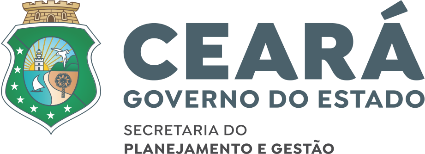 CEARÁ
GOVERNO DO ESTADO
SECRETARIA DO
PLANEJAMENTO E GESTÃO